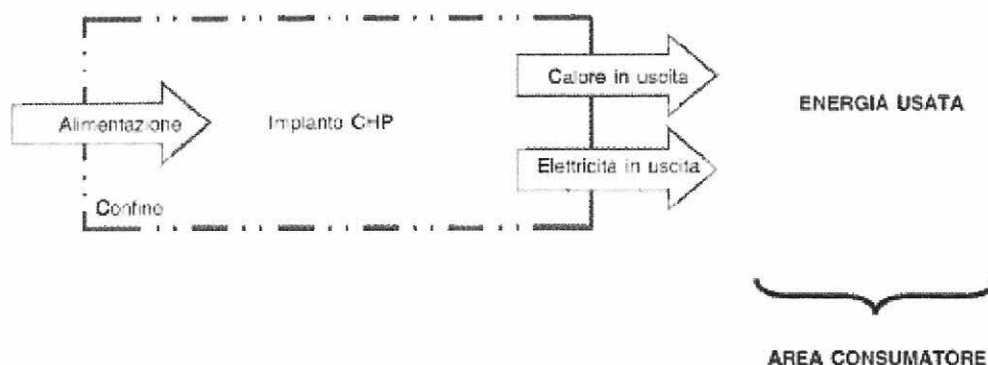 Calore in uscita
ENERGIA USATA
Alimentazione
Impianto CHP
Elettricità in uscita
Confine
AREA CONSUMATORE